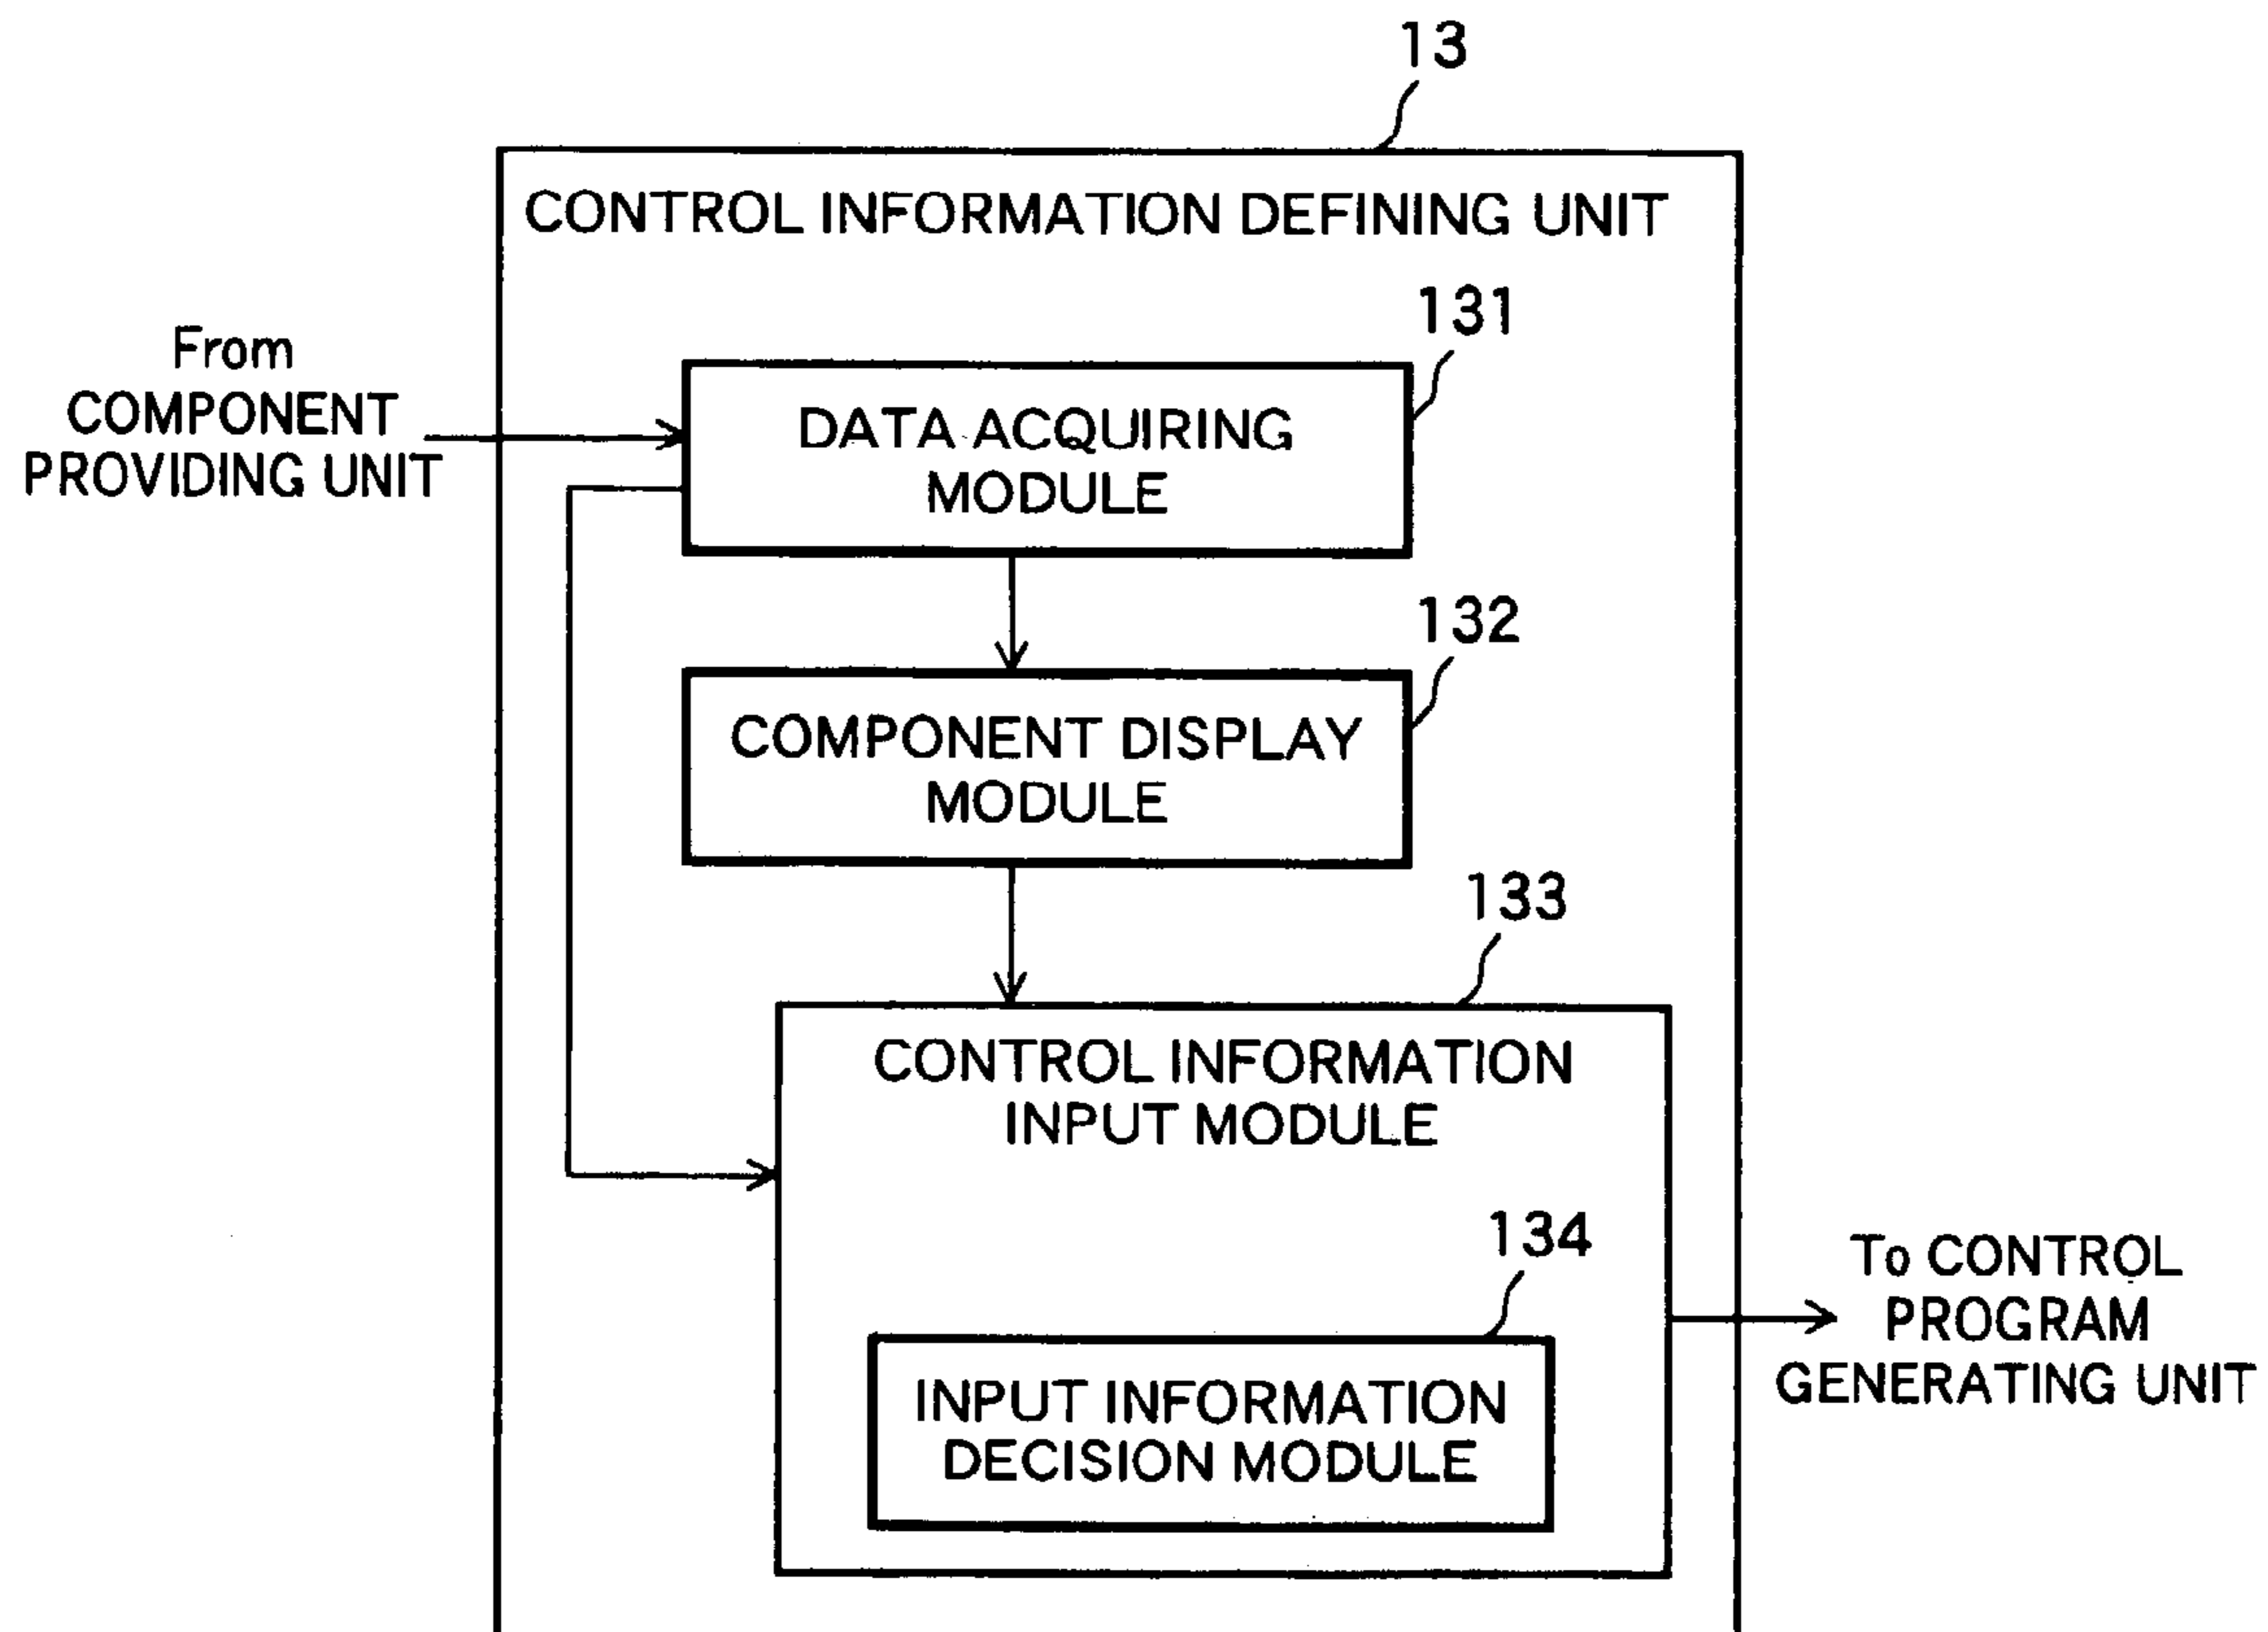 13
CONTROL INFORMATION DEFINING UNIT
131
From
COMPONENT
PROVIDING UNIT
DATA ACQUIRING
MODULE
132
COMPONENT DISPLAY
MODULE
133
CONTROL INFORMATION
INPUT MODULE
134
INPUT INFORMATION
DECISION MODULE
To CONTROL
PROGRAM
GENERATING UNIT